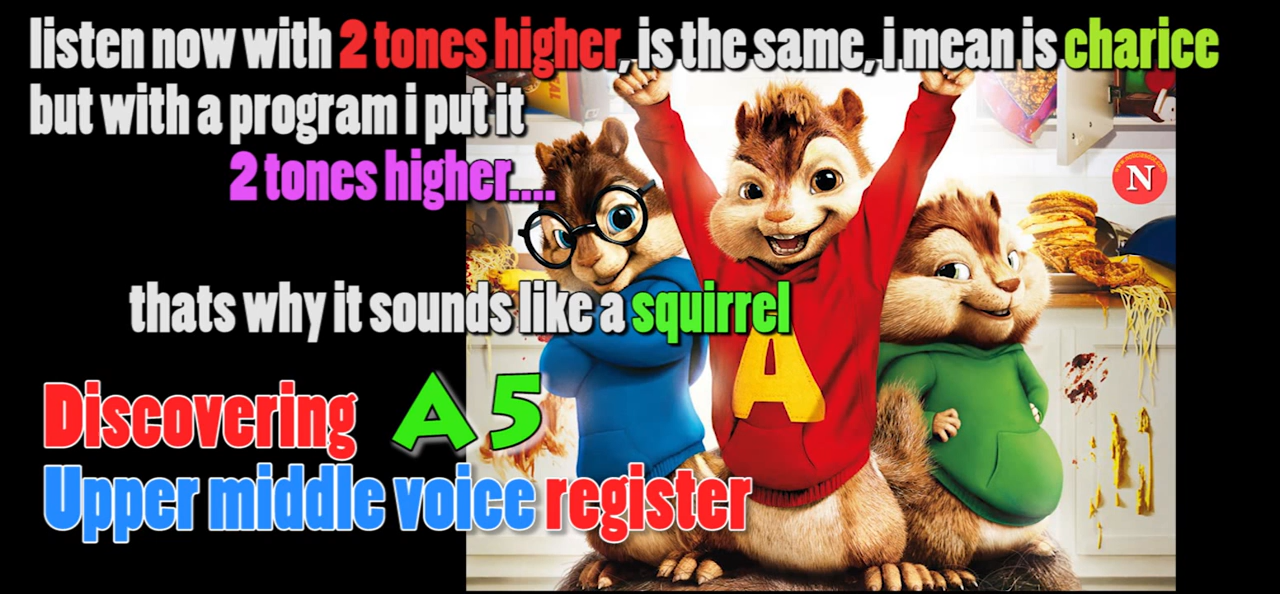 listen now with 2 tones higher, is the same, i mean is charice
but with a program i put it
2 tones higher....
thats why it sounds like a squirrel
Discovering A5
Upper middle voice register
A
N